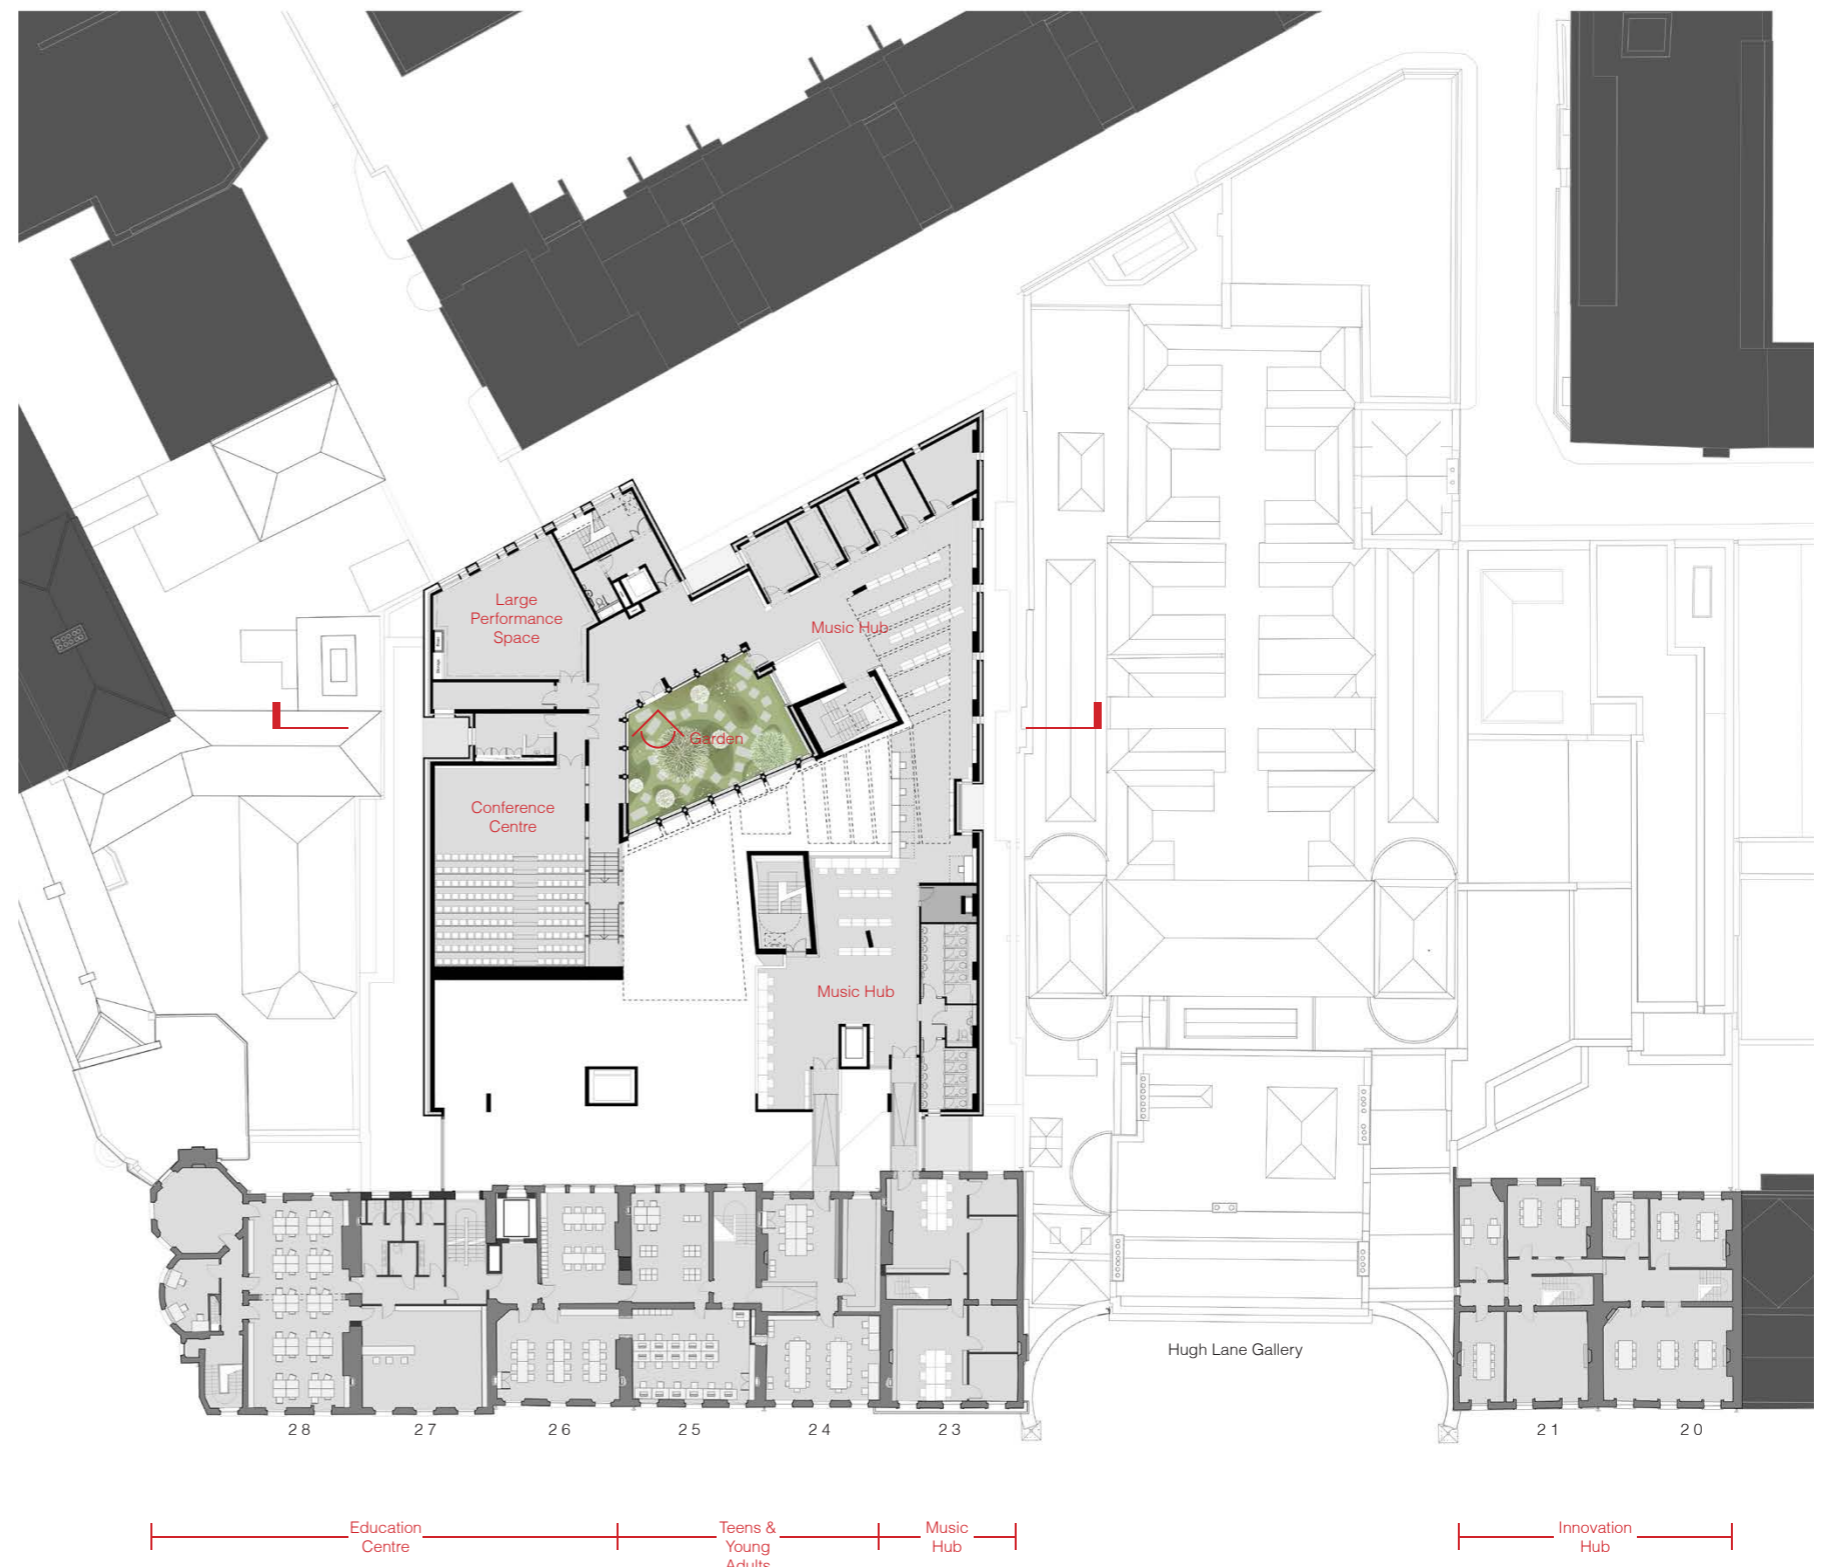 Large
Performance
Space
Music Hub
Garden
Conference
Centre
Music Hub
Hugh Lane Gallery
28
27
26
25
24
23
21
20
Education
Centre
Teens &
Young
Adults
Music
Hub
Innovation
Hub